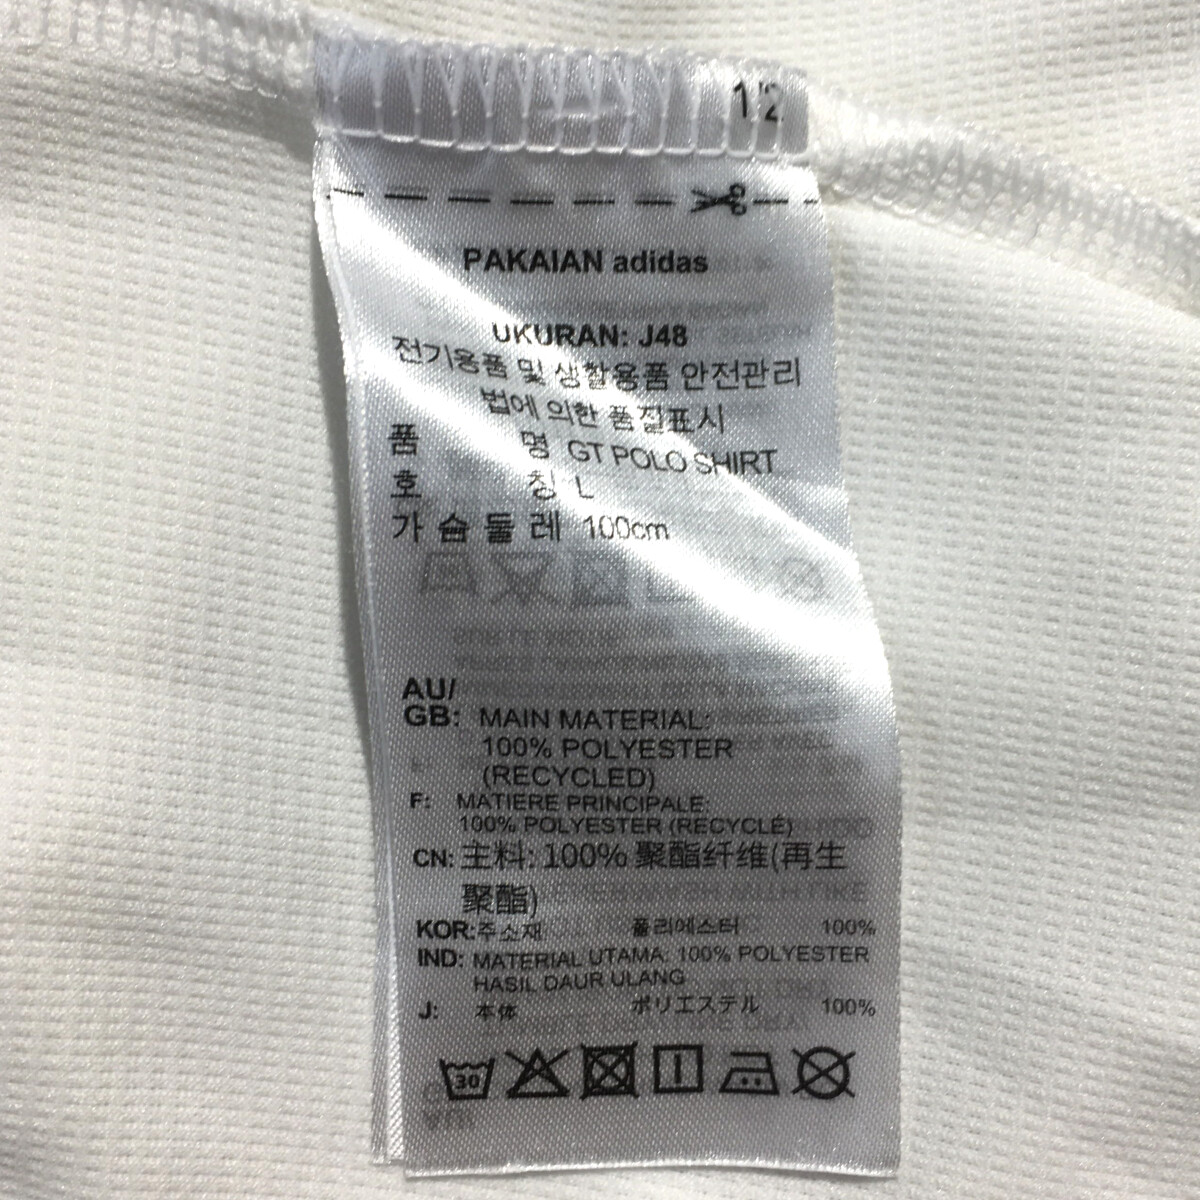 1/2
PAKAIAN adidas
UKURAN: J48
전기용품 및 생활용품 안전관리
법에 의한 품질표시
품 명 GT POLO SHIRT
호 칭 L
가 슴 둘 레 100cm
AU/
GB: MAIN MATERIAL:
100% POLYESTER
(RECYCLED)
F: MATIERE PRINCIPALE:
100% POLYESTER (RECYCLÉ)
CN: 主料: 100% 聚酯纤维(再生
聚酯)
KOR: 주소재 폴리에스터 100%
IND: MATERIAL UTAMA: 100% POLYESTER
HASIL DAUR ULANG
J: 本体 ポリエステル 100%
30